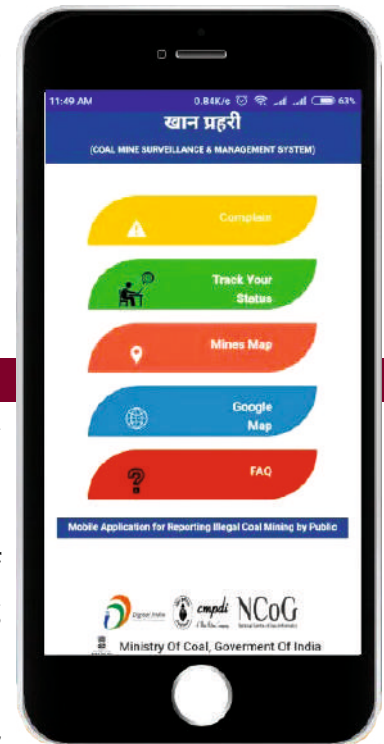 11:49 AM 0.84K/s 63%
खान प्रहरी
(COAL MINE SURVEILLANCE & MANAGEMENT SYSTEM)
Complain
Track Your
Status
Mines Map
Google
Map
FAQ
Mobile Application for Reporting Illegal Coal Mining by Public
Digital India cmpdi NCoG
Ministry Of Coal, Goverment Of India